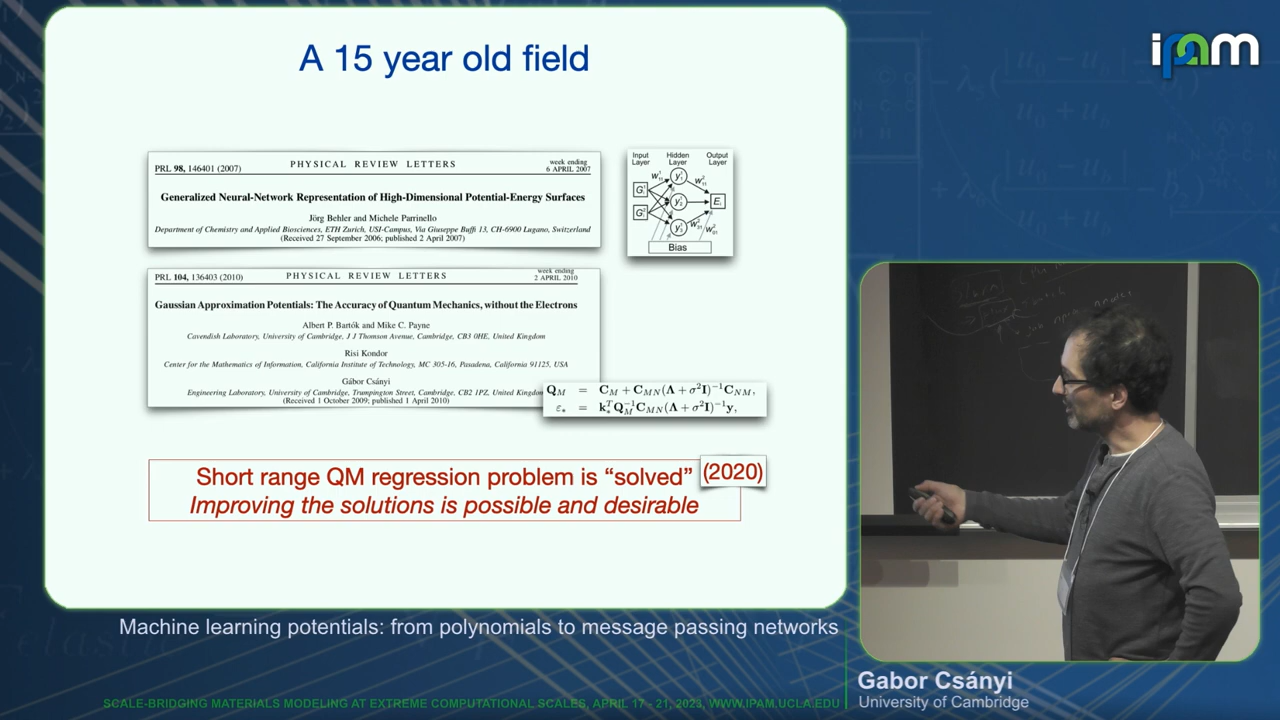 A 15 year old field
PRL 98, 146401 (2007)
PHYSICAL REVIEW LETTERS
week ending
6 APRIL 2007
Generalized Neural-Network Representation of High-Dimensional Potential-Energy Surfaces
Jörg Behler and Michele Parrinello
Department of Chemistry and Applied Biosciences, ETH Zurich, USI-Campus, Via Giuseppe Buffi 13, CH-6900 Lugano, Switzerland
(Received 27 September 2006; published 2 April 2007)
Input Layer
Hidden Layer
Output Layer
Bias
PRL 104, 136403 (2010)
PHYSICAL REVIEW LETTERS
week ending
2 APRIL 2010
Gaussian Approximation Potentials: The Accuracy of Quantum Mechanics, without the Electrons
Albert P. Bartók and Mike C. Payne
Cavendish Laboratory, University of Cambridge, J J Thomson Avenue, Cambridge, CB3 0HE, United Kingdom
Risi Kondor
Center for the Mathematics of Information, California Institute of Technology, MC 305-16, Pasadena, California 91125, USA
Gábor Csányi
Engineering Laboratory, University of Cambridge, Trumpington Street, Cambridge, CB2 1PZ, United Kingdom
(Received 1 October 2009; published 1 April 2010)
Q_M = C_M + C_MN(Λ + σ²I)⁻¹C_NM,
ε_* = k_*^T Q_M⁻¹C_MN(Λ + σ²I)⁻¹y,
Short range QM regression problem is “solved” (2020)
Improving the solutions is possible and desirable
ipam
Machine learning potentials: from polynomials to message passing networks
Gabor Csányi
University of Cambridge
SCALE-BRIDGING MATERIALS MODELING AT EXTREME COMPUTATIONAL SCALES, APRIL 17 - 21, 2023, WWW.IPAM.UCLA.EDU